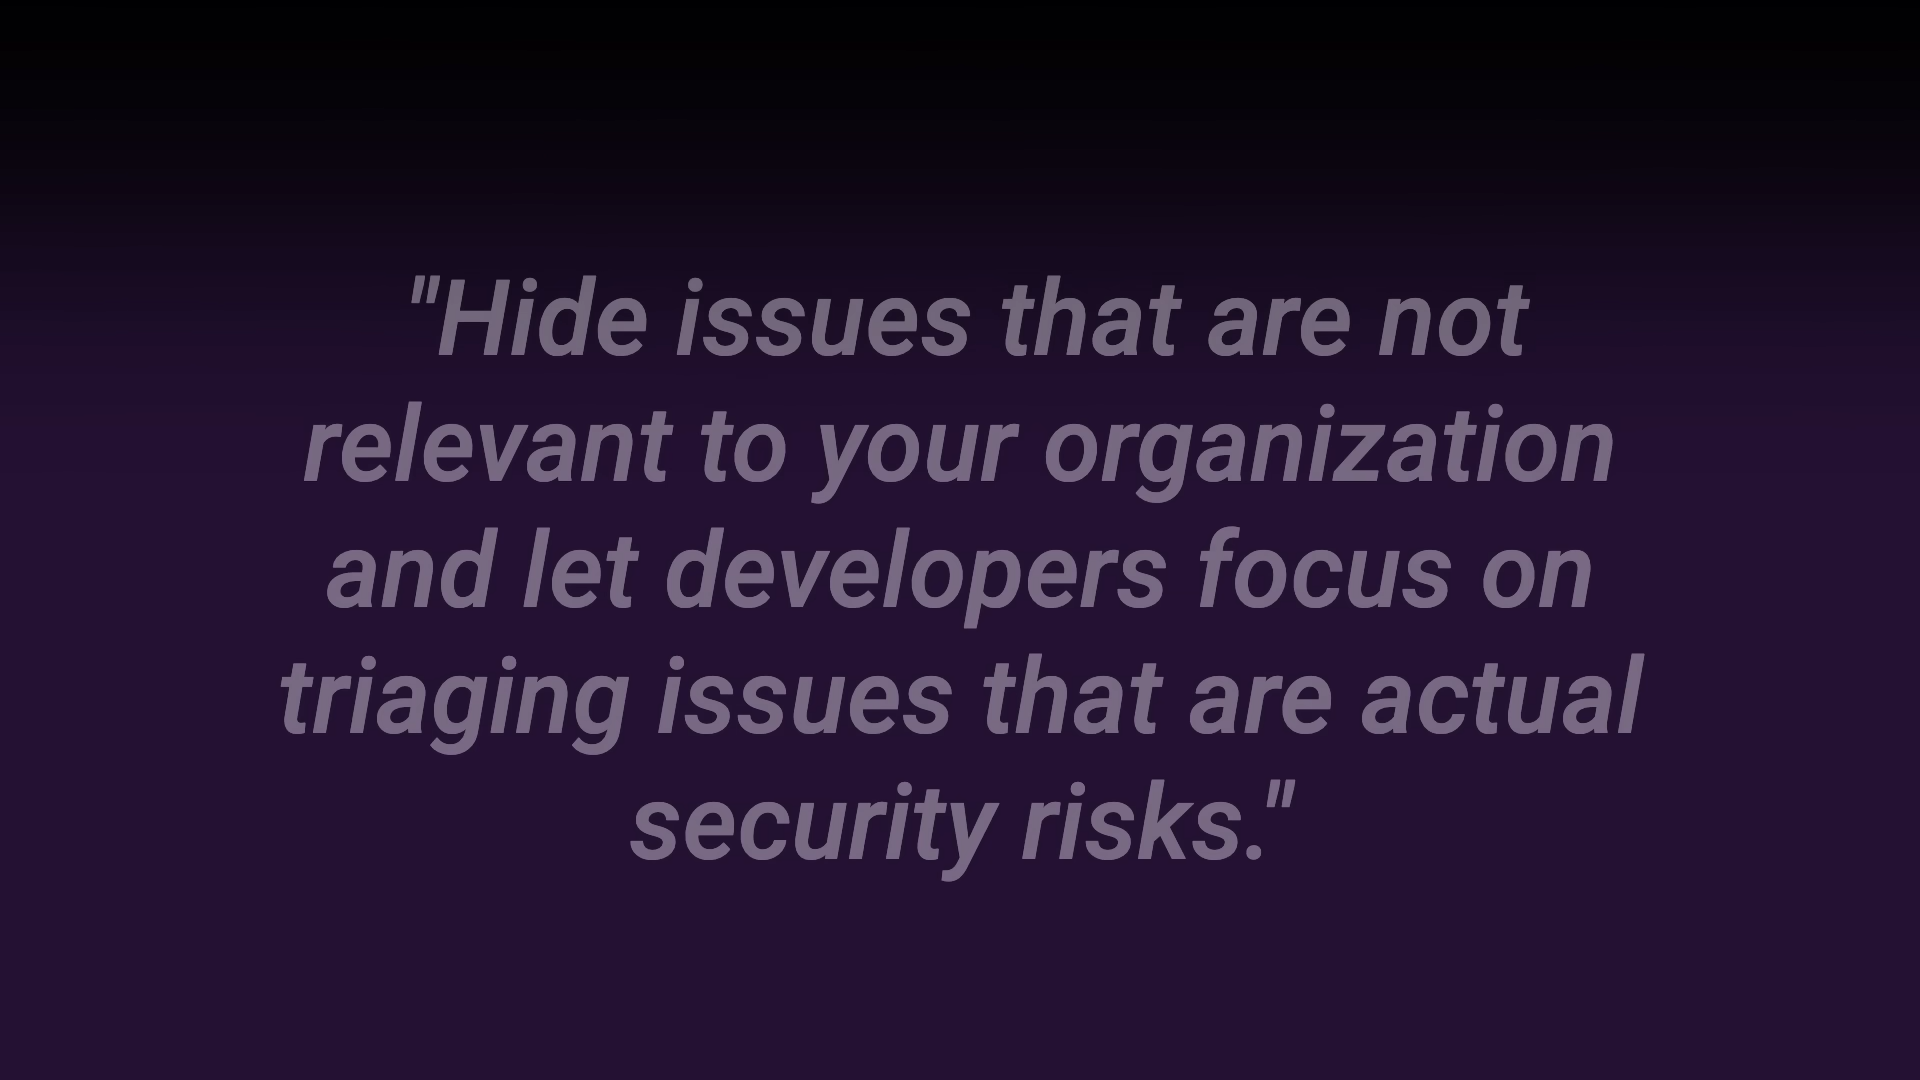 "Hide issues that are not
relevant to your organization
and let developers focus on
triaging issues that are actual
security risks."